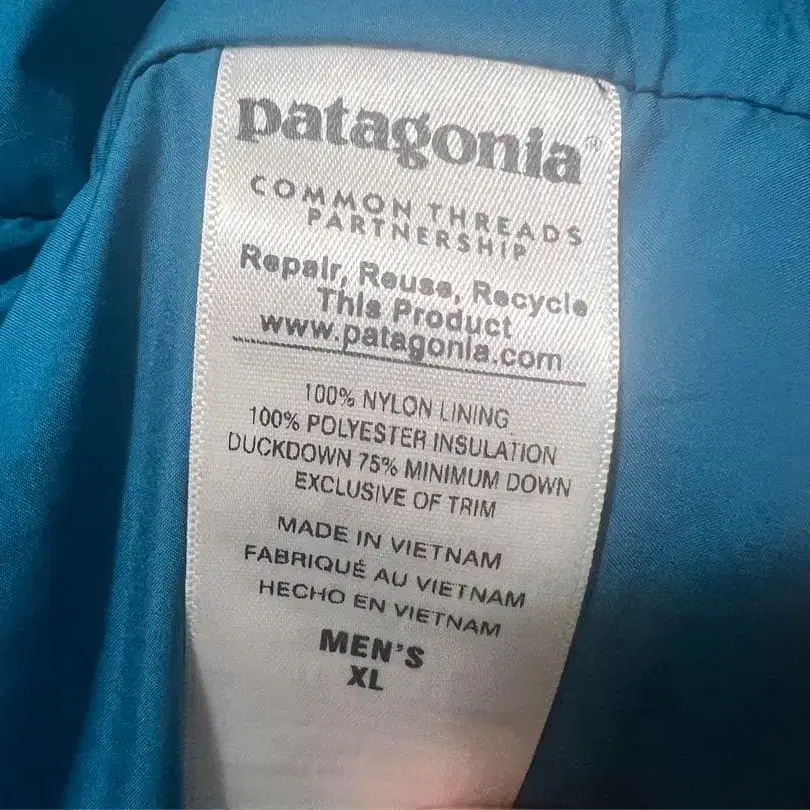 patagonia®
COMMON THREADS
PARTNERSHIP
Repair, Reuse, Recycle
This Product
www.patagonia.com
100% NYLON LINING
100% POLYESTER INSULATION
DUCKDOWN 75% MINIMUM DOWN
EXCLUSIVE OF TRIM
MADE IN VIETNAM
FABRIQUÉ AU VIETNAM
HECHO EN VIETNAM
MEN'S
XL